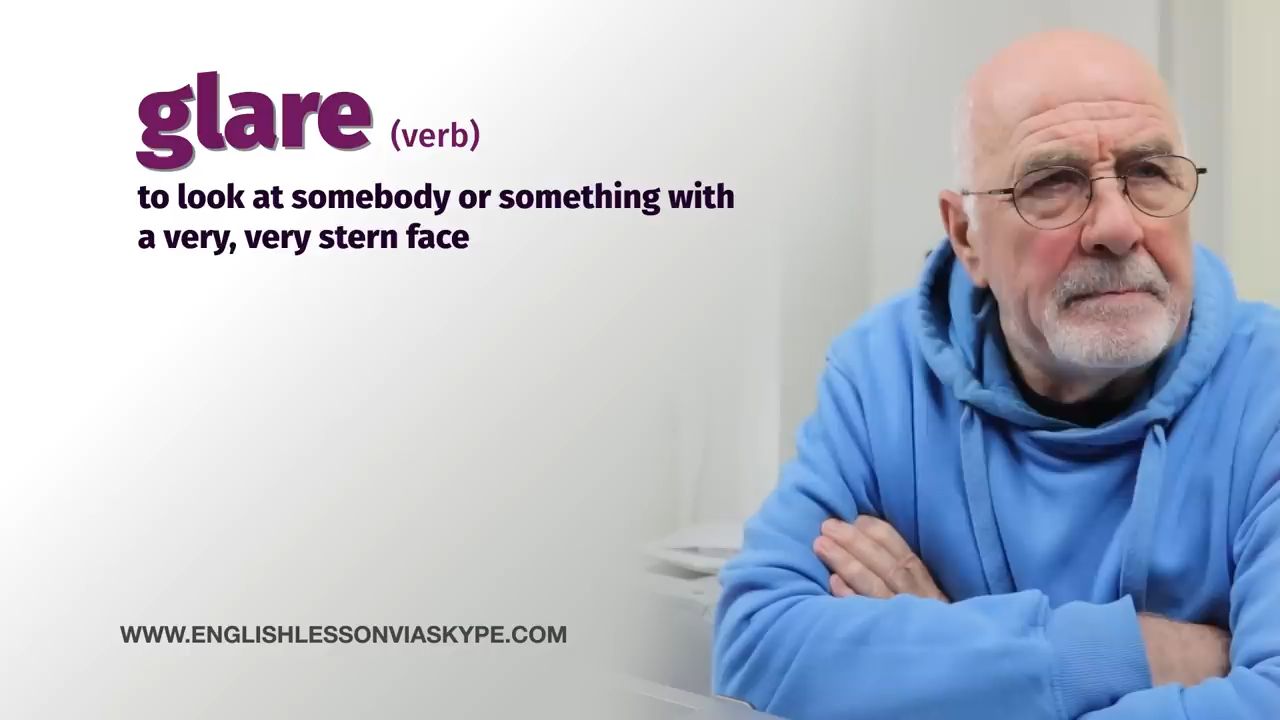 glare (verb)
to look at somebody or something with
a very, very stern face
WWW.ENGLISHLESSONVIASKYPE.COM